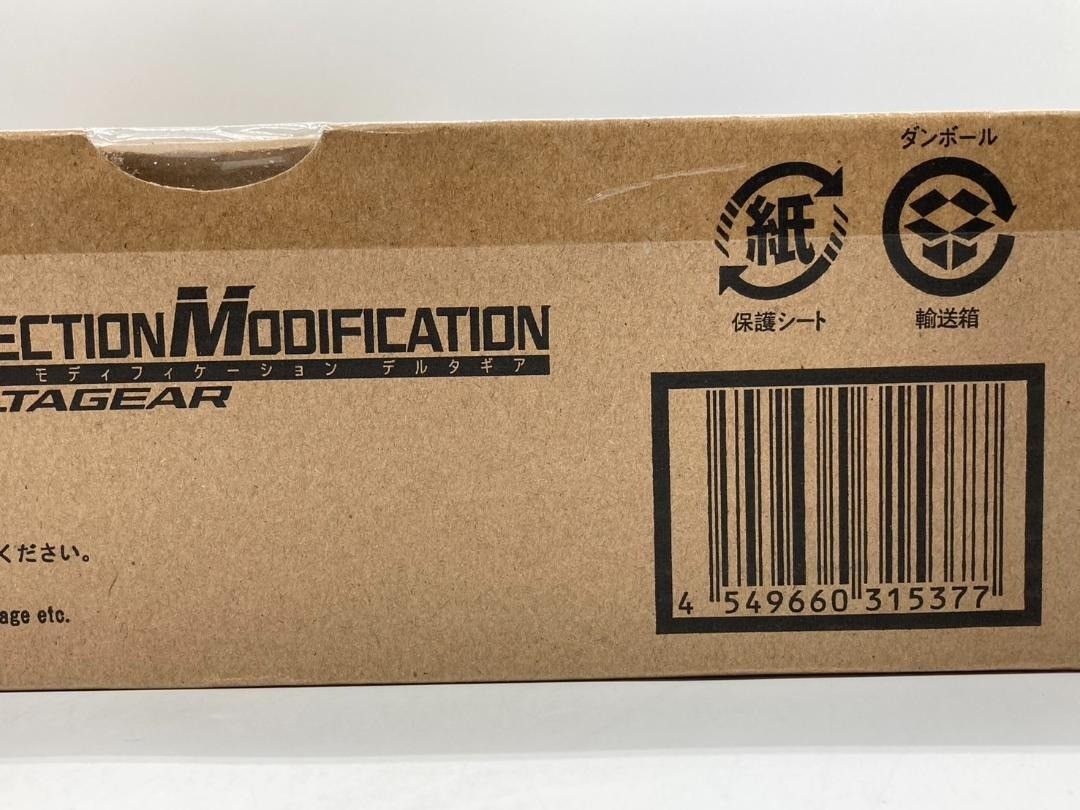 ダンボール
紙
保護シート
輸送箱
ECTION MODIFICATION
モディフィケーション デルタギア
LTAGEAR
ください。
age etc.
4 549660 315377